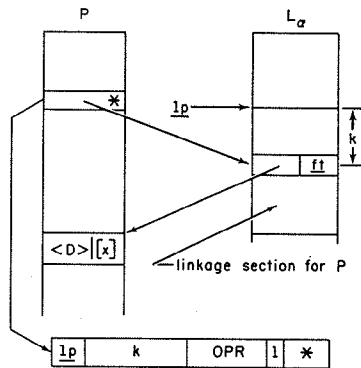 P
Lα
*
lp
k
ft
<D>|[x]
linkage section for P
lp k OPR 1 *